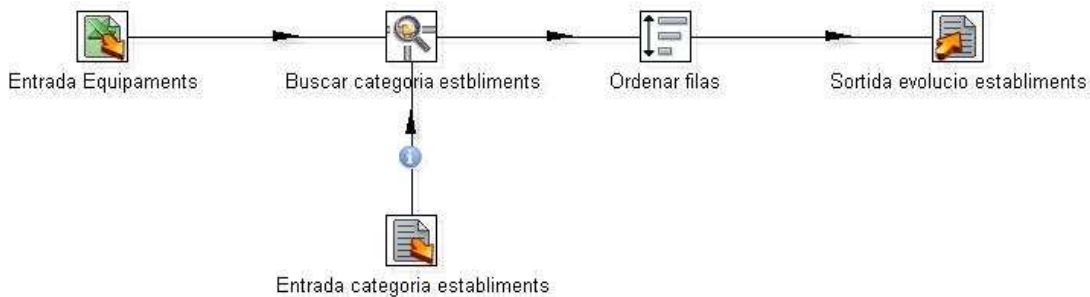 Entrada Equipaments
Buscar categoria estbliments
Ordenar filas
Sortida evolucio establiments
Entrada categoria establiments